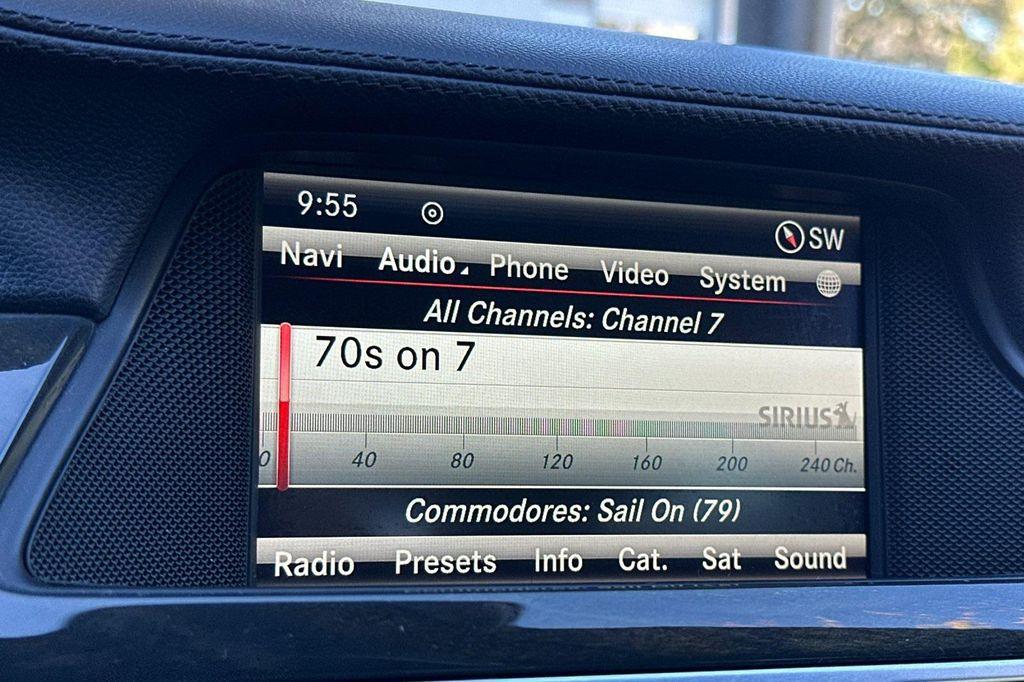 9:55 SW
Navi Audio Phone Video System
All Channels: Channel 7
70s on 7
SIRIUS
0 40 80 120 160 200 240 Ch.
Commodores: Sail On (79)
Radio Presets Info Cat. Sat Sound